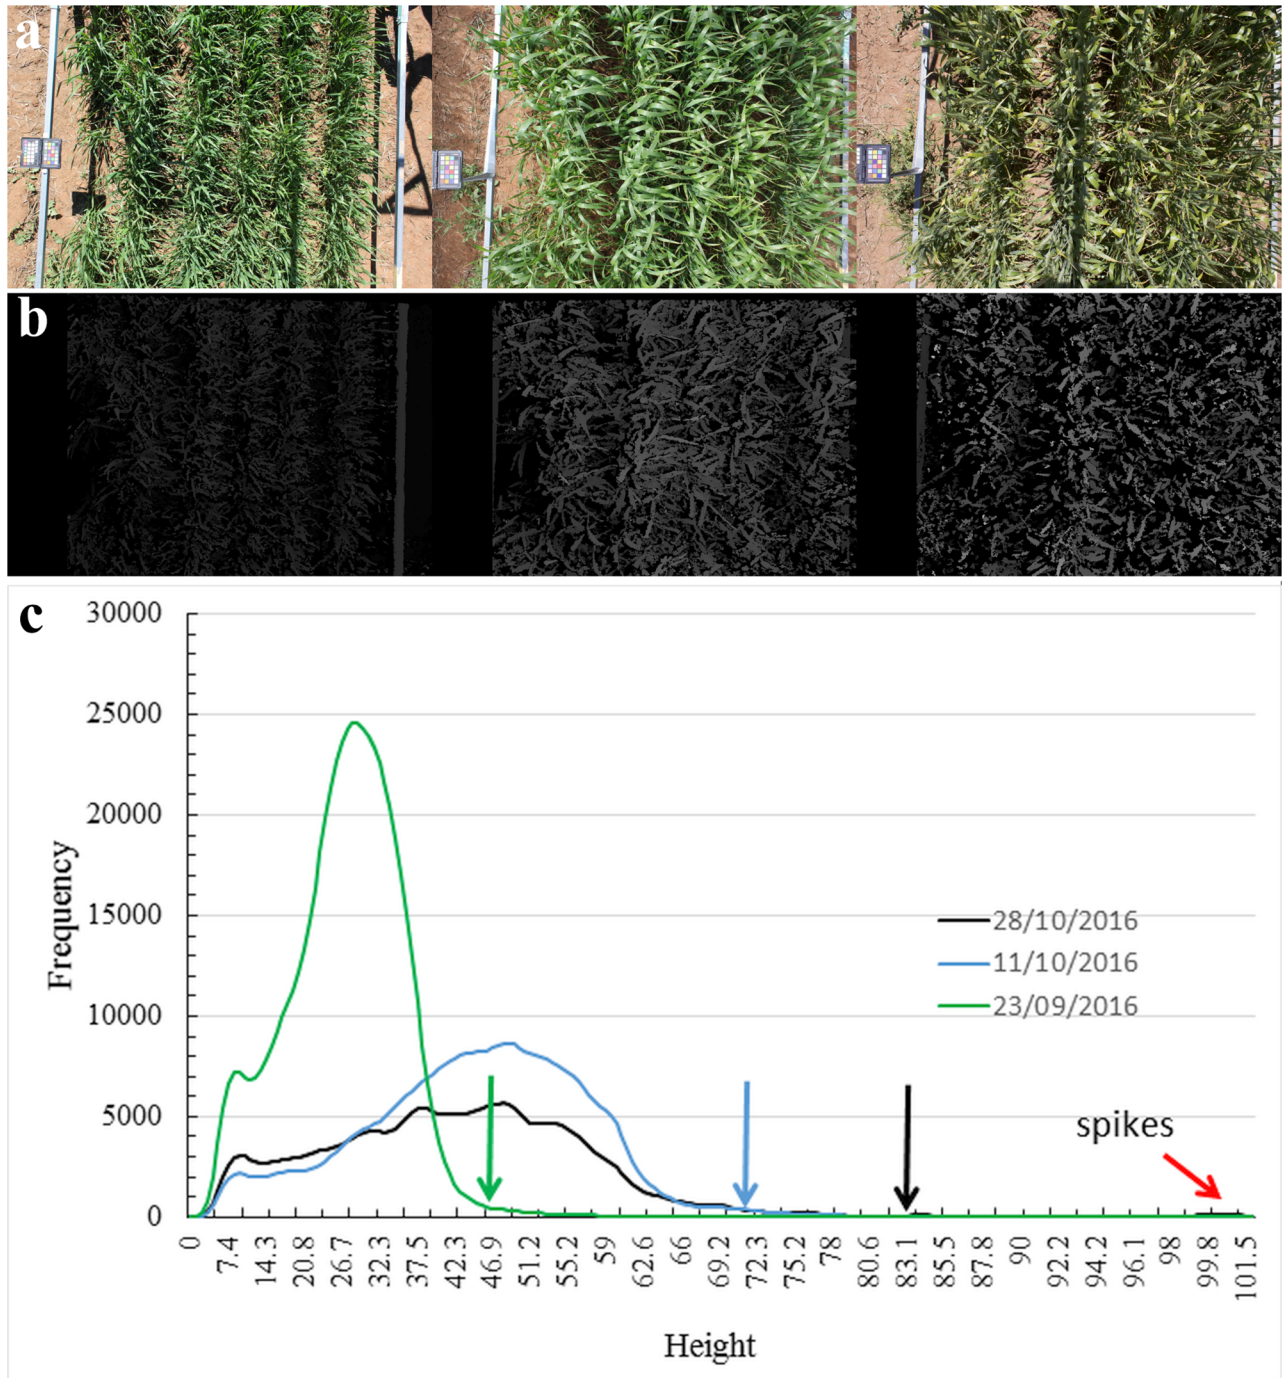 a
b
c
30000
25000
20000
15000
10000
5000
0
Frequency
28/10/2016
11/10/2016
23/09/2016
spikes
0 7.4 14.3 20.8 26.7 32.3 37.5 42.3 46.9 51.2 55.2 59 62.6 66 69.2 72.3 75.2 78 80.6 83.1 85.5 87.8 90 92.2 94.2 96.1 98 99.8 101.5
Height